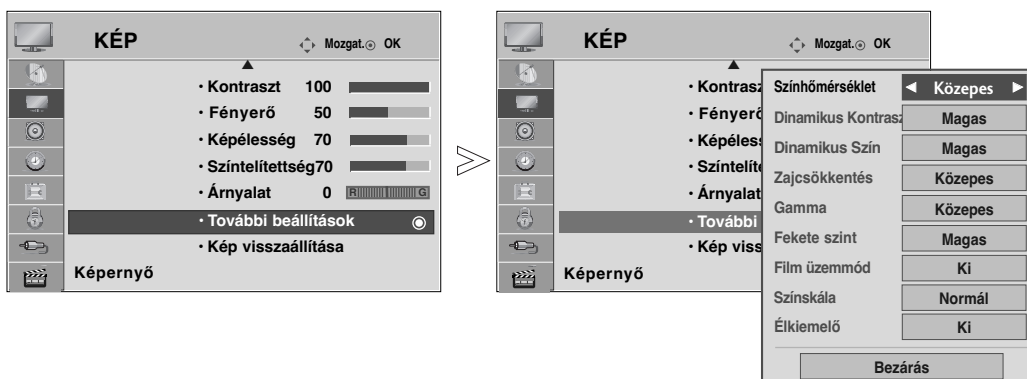 KÉP
Mozgat. OK
• Kontraszt 100
• Fényerő 50
• Képélesség 70
• Színtelítettség70
• Árnyalat 0 R G
• További beállítások
• Kép visszaállítása
Képernyő
KÉP
Mozgat. OK
• Kontrasz
• Fényerő
• Képéles
• Színtelíte
• Árnyalat
• További
• Kép viss
Képernyő
Színhőmérséklet ◄ Közepes ►
Dinamikus Kontrasz Magas
Dinamikus Szín Magas
Zajcsökkentés Közepes
Gamma Közepes
Fekete szint Magas
Film üzemmód Ki
Színskála Normál
Élkiemelő Ki
Bezárás